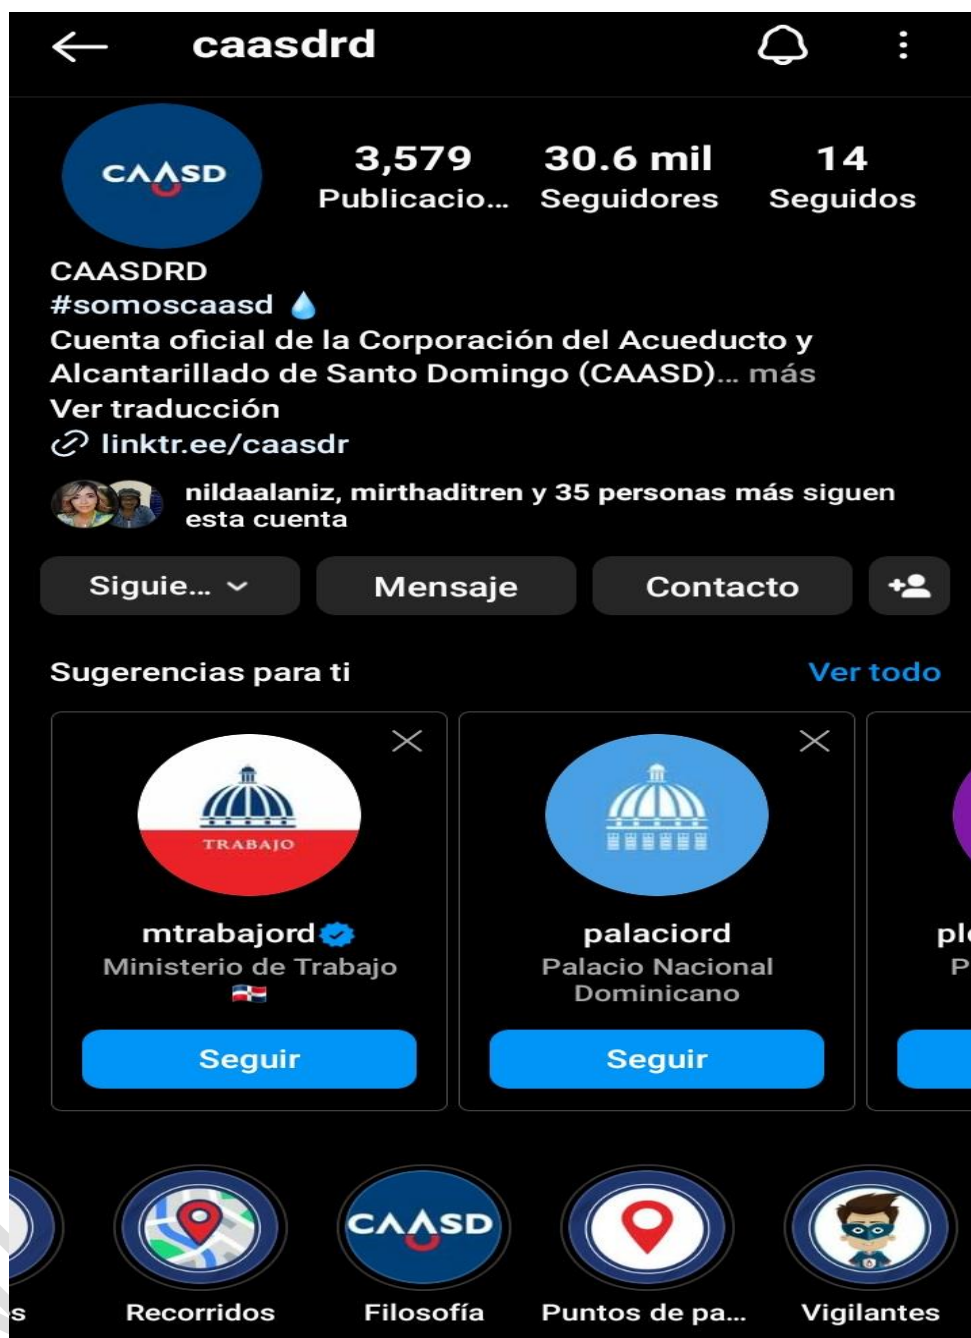 caasdrd
CAASD
3,579 30.6 mil 14
Publicacio... Seguidores Seguidos
CAASDRD
#somoscaasd
Cuenta oficial de la Corporación del Acueducto y
Alcantarillado de Santo Domingo (CAASD)... más
Ver traducción
linktr.ee/caasdr
nildaalaniz, mirthaditren y 35 personas más siguen
esta cuenta
Siguie... Mensaje Contacto
Sugerencias para ti Ver todo
TRABAJO
mtrabajord palaciord
Ministerio de Trabajo Palacio Nacional
Dominicano
Seguir Seguir
CAASD
Recorridos Filosofía Puntos de pa... Vigilantes